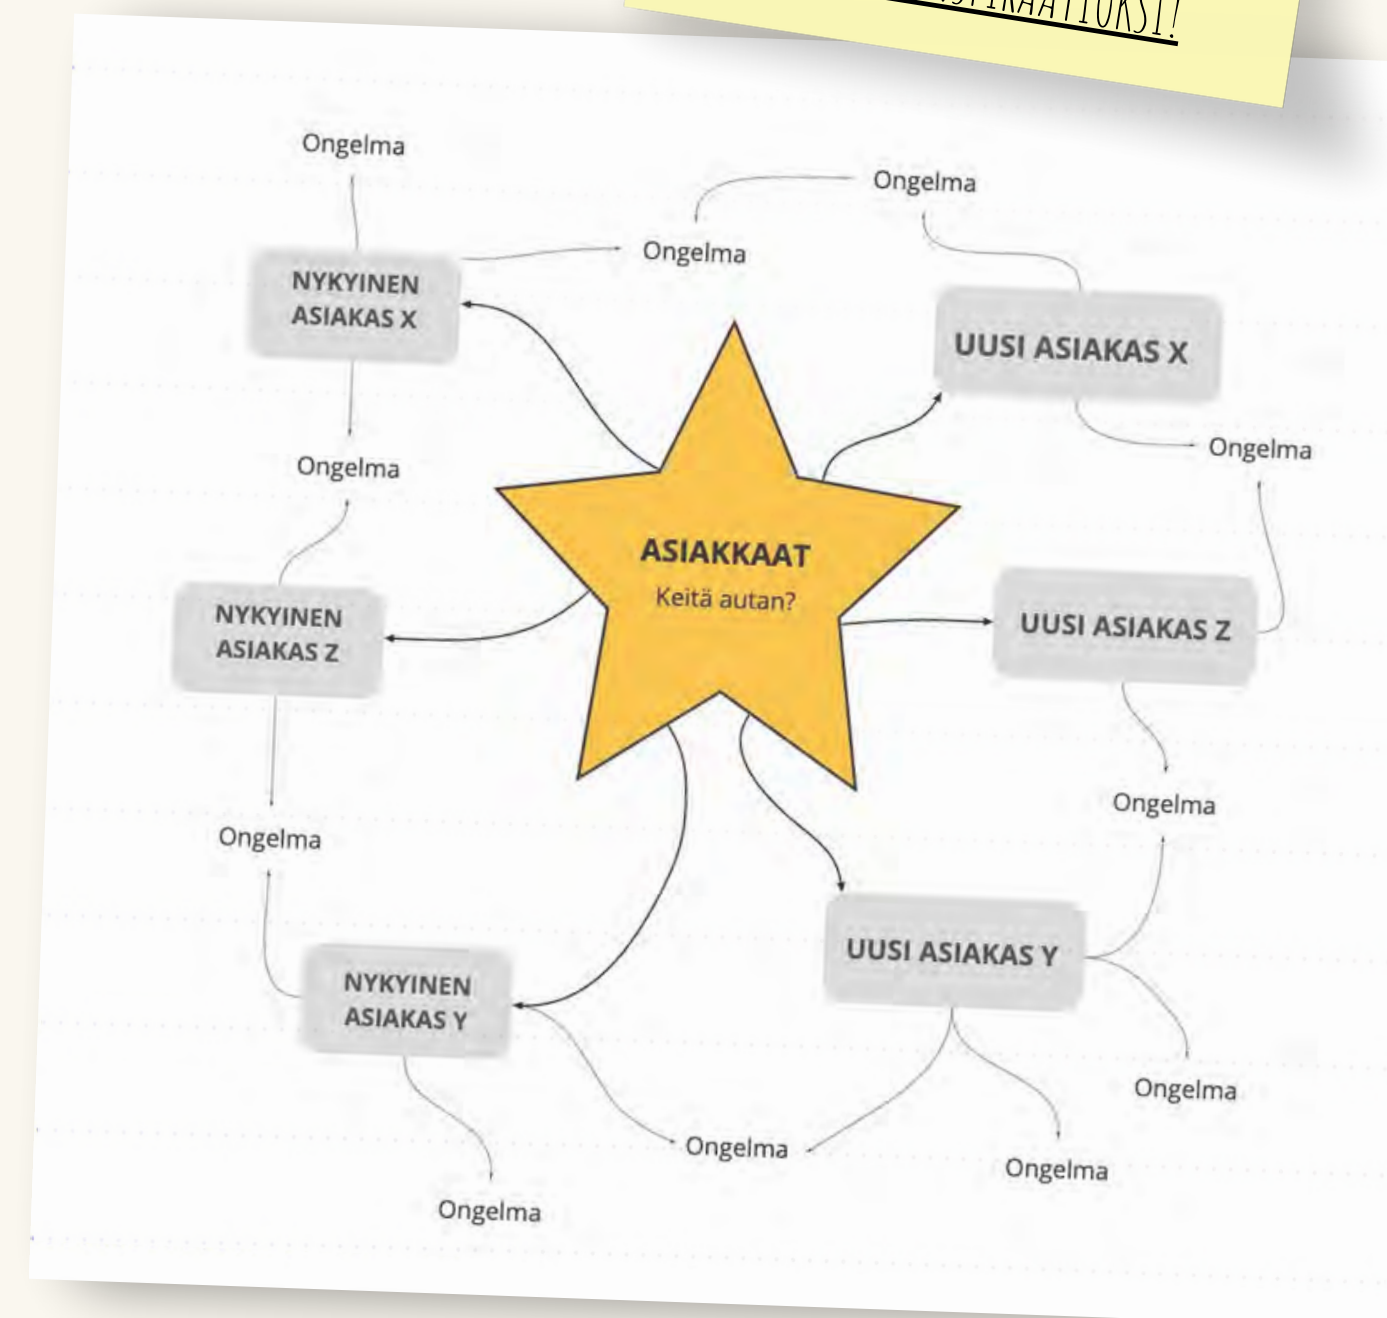 Ongelma
Ongelma
Ongelma
NYKYINEN
ASIAKAS X
UUSI ASIAKAS X
Ongelma
Ongelma
ASIAKKAAT
Keitä autan?
NYKYINEN
ASIAKAS Z
UUSI ASIAKAS Z
Ongelma
Ongelma
UUSI ASIAKAS Y
NYKYINEN
ASIAKAS Y
Ongelma
Ongelma
Ongelma
Ongelma